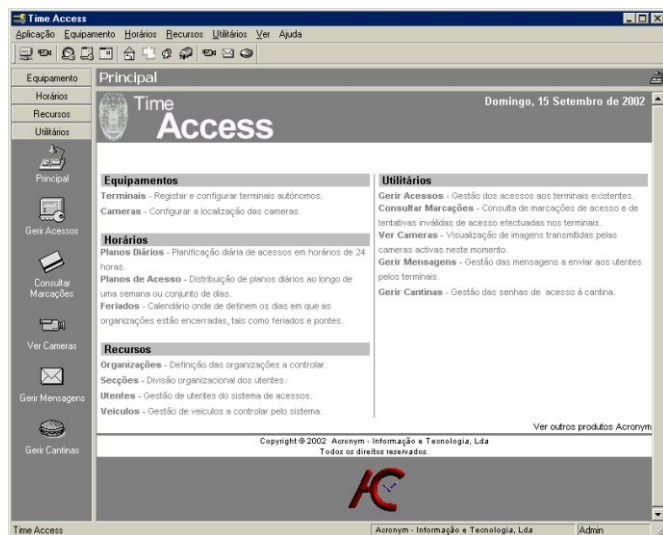 Time Access
Aplicação Equipamento Horários Recursos Utilitários Ver Ajuda
Equipamento
Horários
Recursos
Utilitários
Principal
Gerir Acessos
Consultar
Marcações
Ver Cameras
Gerir Mensagens
Gerir Cantinas
Principal
Time
Access
Domingo, 15 Setembro de 2002
Equipamentos
Terminais - Registar e configurar terminais autónomos.
Cameras - Configurar a localização das cameras.
Horários
Planos Diários - Planificação diária de acessos em horários de 24
horas.
Planos de Acesso - Distribuição de planos diários ao longo de
uma semana ou conjunto de dias.
Feriados - Calendário onde de definem os dias em que as
organizações estão encerradas, tais como feriados e pontes.
Recursos
Organizações - Definição das organizações a controlar.
Secções - Divisão organizacional dos utentes.
Utentes - Gestão de utentes do sistema de acessos.
Veiculos - Gestão de veiculos a controlar pelo sistema.
Utilitários
Gerir Acessos - Gestão dos acessos aos terminais existentes.
Consultar Marcações - Consulta de marcações de acesso e de
tentativas inválidas de acesso efectuadas nos terminais.
Ver Cameras - Visualização de imagens transmitidas pelas
cameras activas neste momento.
Gerir Mensagens - Gestão das mensagens a enviar aos utentes
pelos terminais.
Gerir Cantinas - Gestão das senhas de acesso á cantina.
Ver outros produtos Acronym
Copyright © 2002 Acronym - Informação e Tecnologia, Lda
Todos os direitos reservados.
AC
Time Access
Acronym - Informação e Tecnologia, Lda
Admin